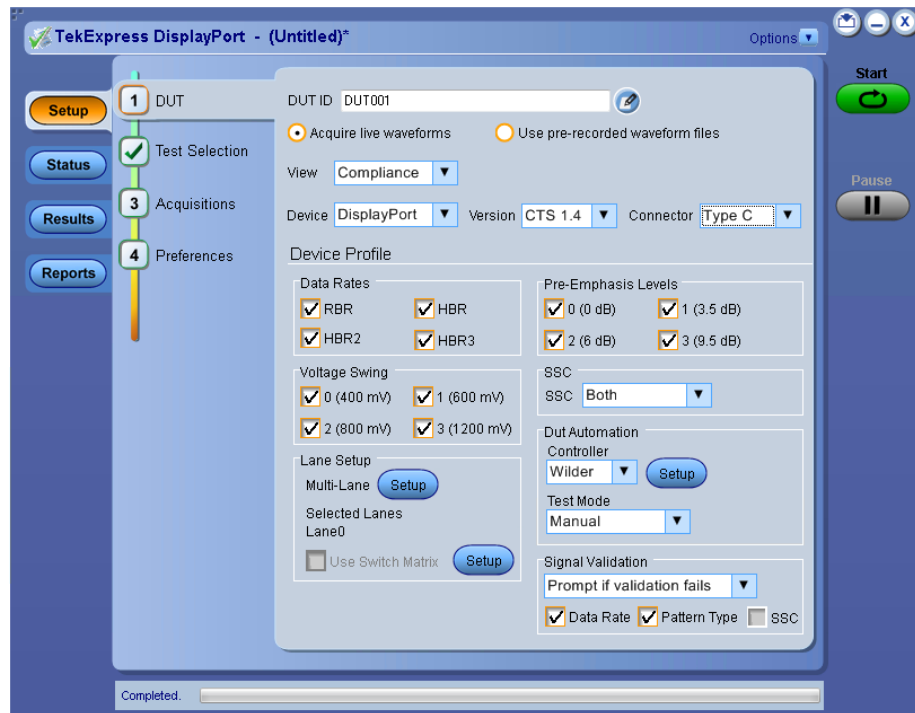 TekExpress DisplayPort - (Untitled)*
Options
Start
Pause
Setup
Status
Results
Reports
1 DUT
Test Selection
3 Acquisitions
4 Preferences
DUT ID DUT001
Acquire live waveforms Use pre-recorded waveform files
View Compliance
Device DisplayPort Version CTS 1.4 Connector Type C
Device Profile
Data Rates
RBR HBR
HBR2 HBR3
Voltage Swing
0 (400 mV) 1 (600 mV)
2 (800 mV) 3 (1200 mV)
Lane Setup
Multi-Lane Setup
Selected Lanes
Lane0
Use Switch Matrix Setup
Pre-Emphasis Levels
0 (0 dB) 1 (3.5 dB)
2 (6 dB) 3 (9.5 dB)
SSC
SSC Both
Dut Automation
Controller
Wilder Setup
Test Mode
Manual
Signal Validation
Prompt if validation fails
Data Rate Pattern Type SSC
Completed.